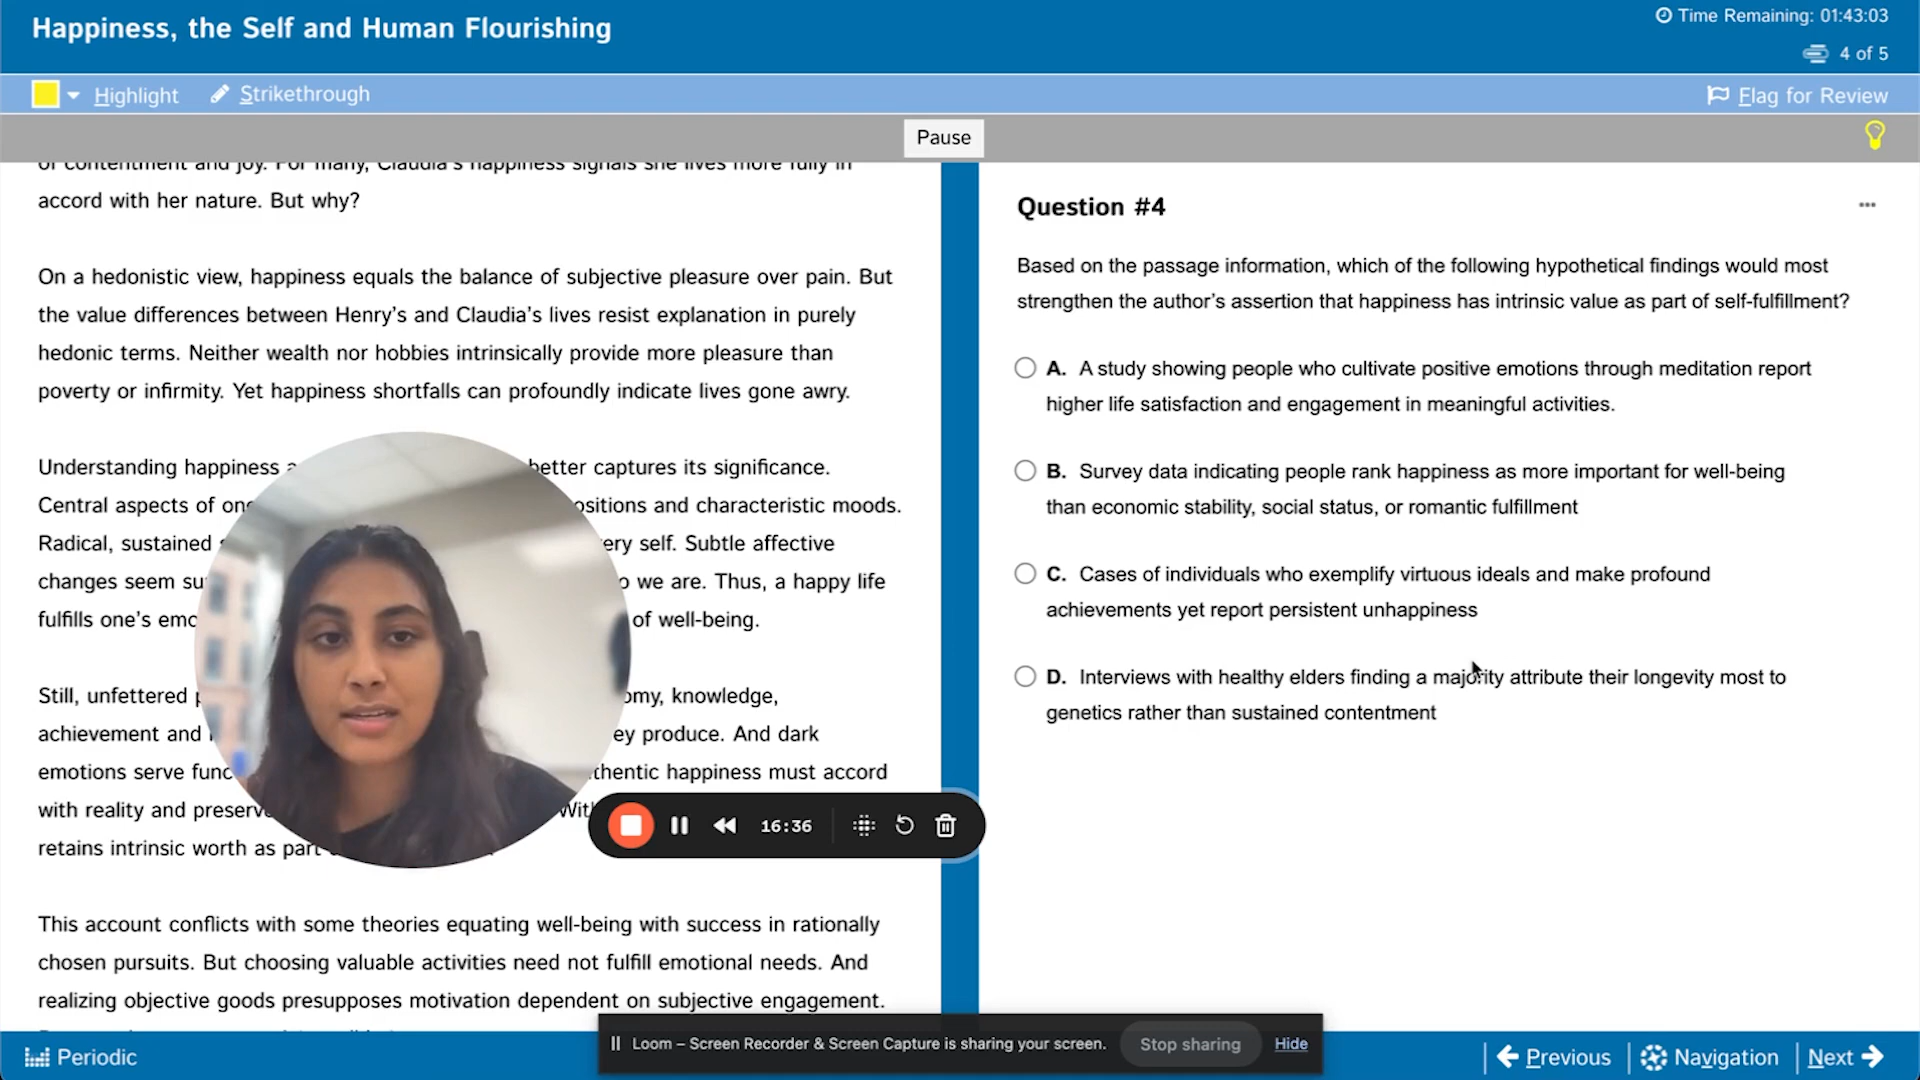 Happiness, the Self and Human Flourishing
Time Remaining: 01:43:03
4 of 5
Highlight
Strikethrough
Flag for Review
Pause
of contentment and joy. For many, Claudia's happiness signals she lives more fully in
accord with her nature. But why?
On a hedonistic view, happiness equals the balance of subjective pleasure over pain. But
the value differences between Henry's and Claudia's lives resist explanation in purely
hedonic terms. Neither wealth nor hobbies intrinsically provide more pleasure than
poverty or infirmity. Yet happiness shortfalls can profoundly indicate lives gone awry.
Understanding happiness better captures its significance.
Central aspects of and characteristic moods.
Radical, sustained self. Subtle affective
changes seem we are. Thus, a happy life
fulfills one's of well-being.
Still, unfettered knowledge,
achievement and produce. And dark
emotions serve happiness must accord
with reality and
retains intrinsic worth as part
This account conflicts with some theories equating well-being with success in rationally
chosen pursuits. But choosing valuable activities need not fulfill emotional needs. And
realizing objective goods presupposes motivation dependent on subjective engagement.
Question #4
Based on the passage information, which of the following hypothetical findings would most
strengthen the author's assertion that happiness has intrinsic value as part of self-fulfillment?
A. A study showing people who cultivate positive emotions through meditation report
higher life satisfaction and engagement in meaningful activities.
B. Survey data indicating people rank happiness as more important for well-being
than economic stability, social status, or romantic fulfillment
C. Cases of individuals who exemplify virtuous ideals and make profound
achievements yet report persistent unhappiness
D. Interviews with healthy elders finding a majority attribute their longevity most to
genetics rather than sustained contentment
16:36
Loom – Screen Recorder & Screen Capture is sharing your screen.
Stop sharing
Hide
Periodic
Previous
Navigation
Next